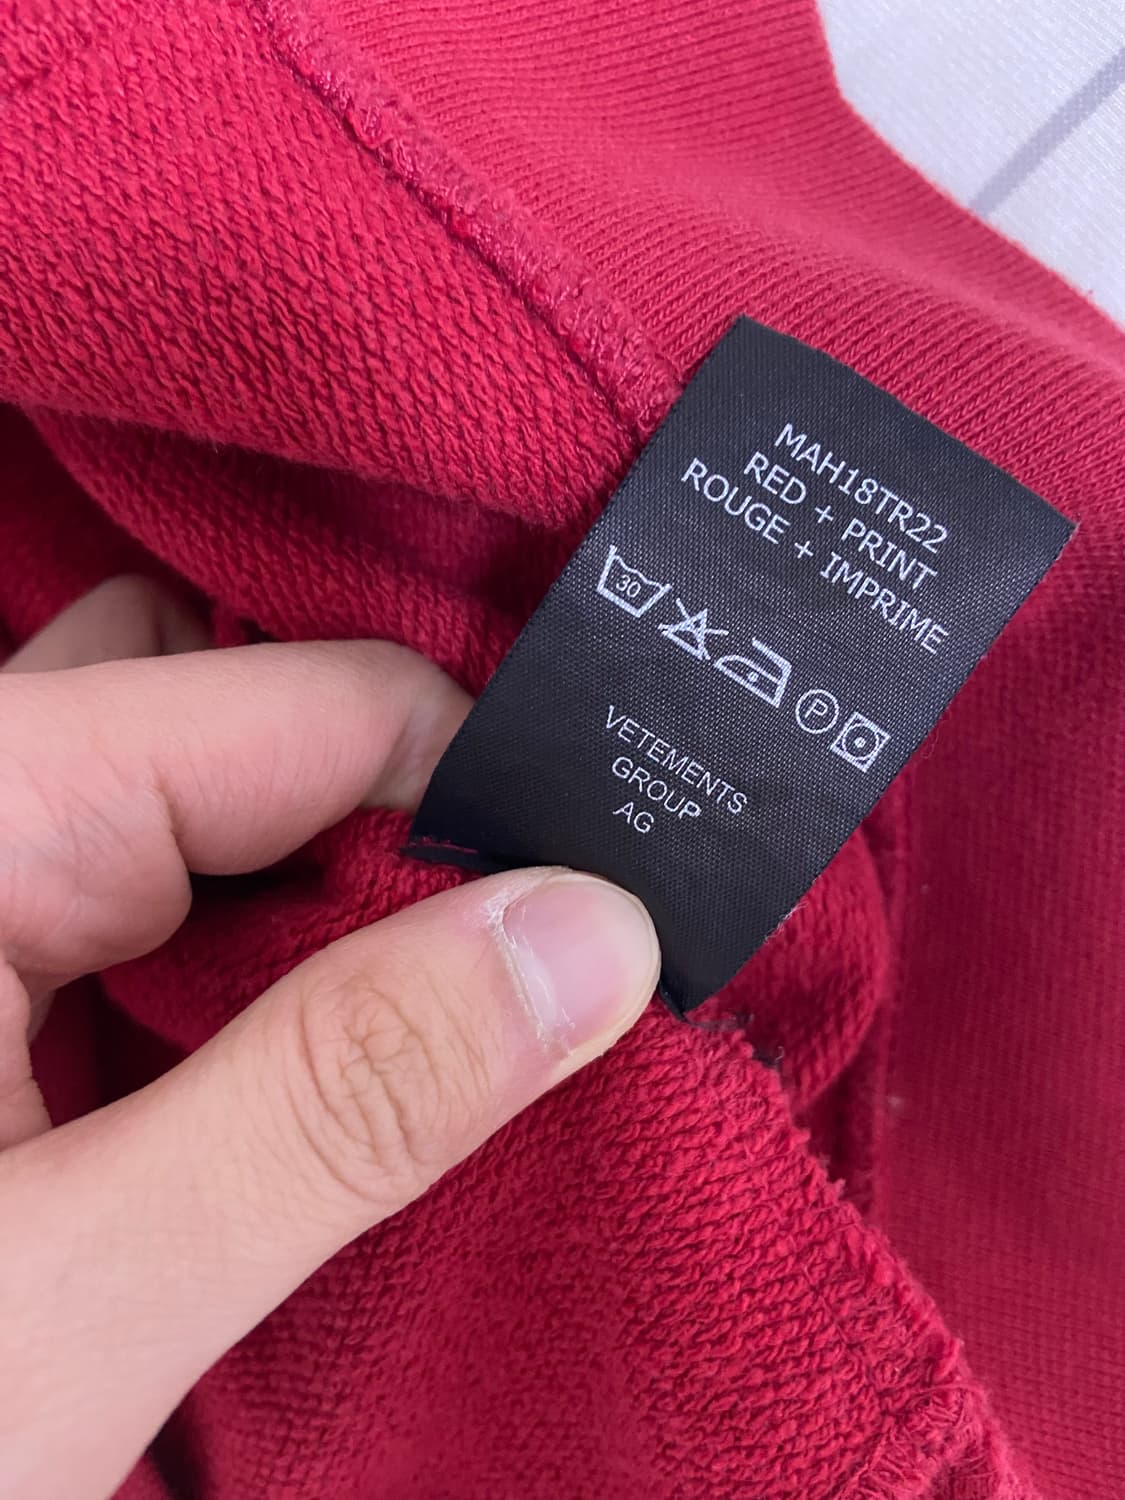 MAH18TR22
RED + PRINT
ROUGE + IMPRIME
30
P
VETEMENTS
GROUP
AG